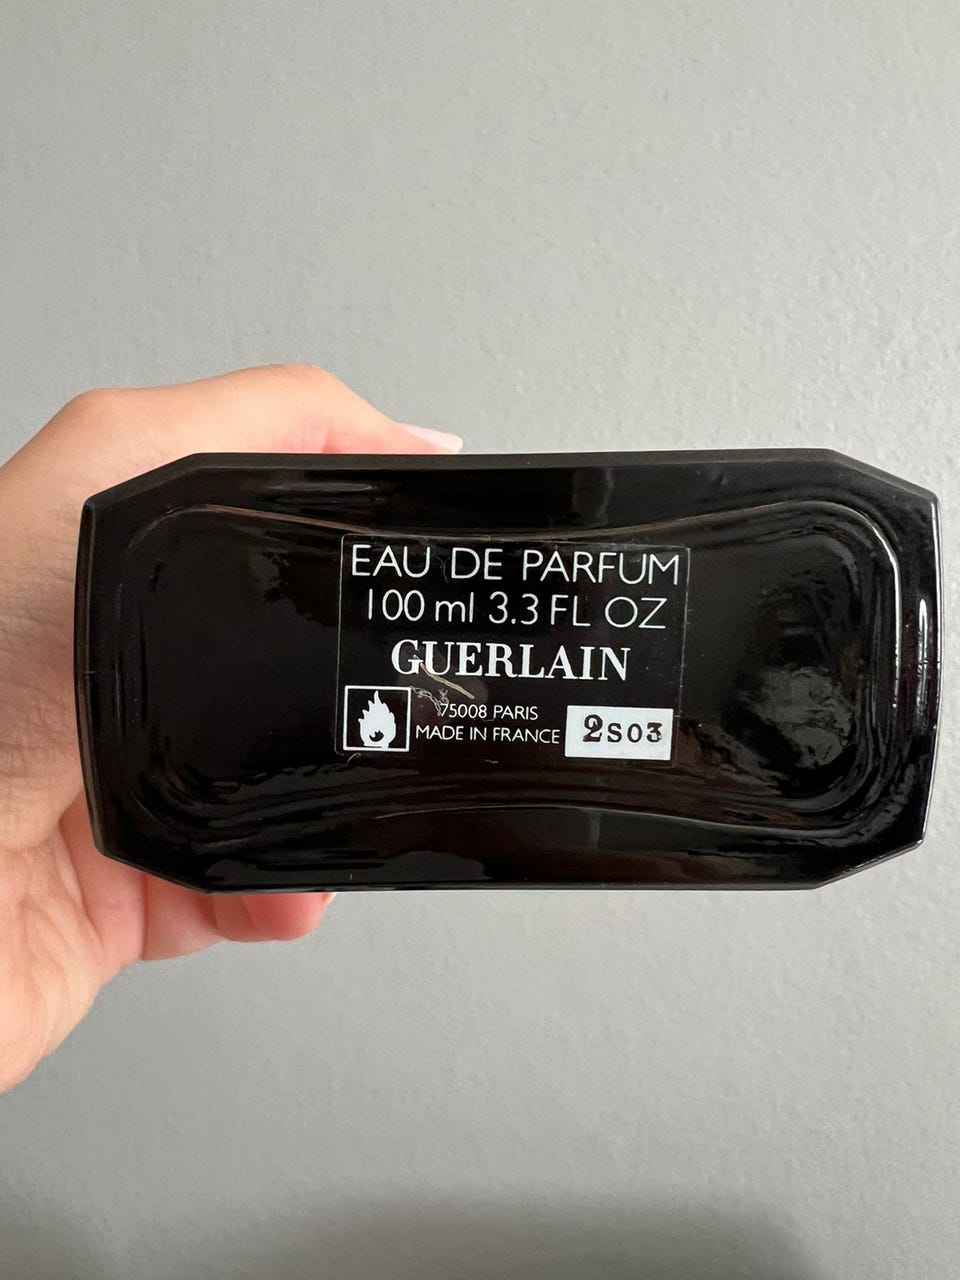 EAU DE PARFUM
100 ml 3.3 FL OZ
GUERLAIN
75008 PARIS
MADE IN FRANCE 2S03